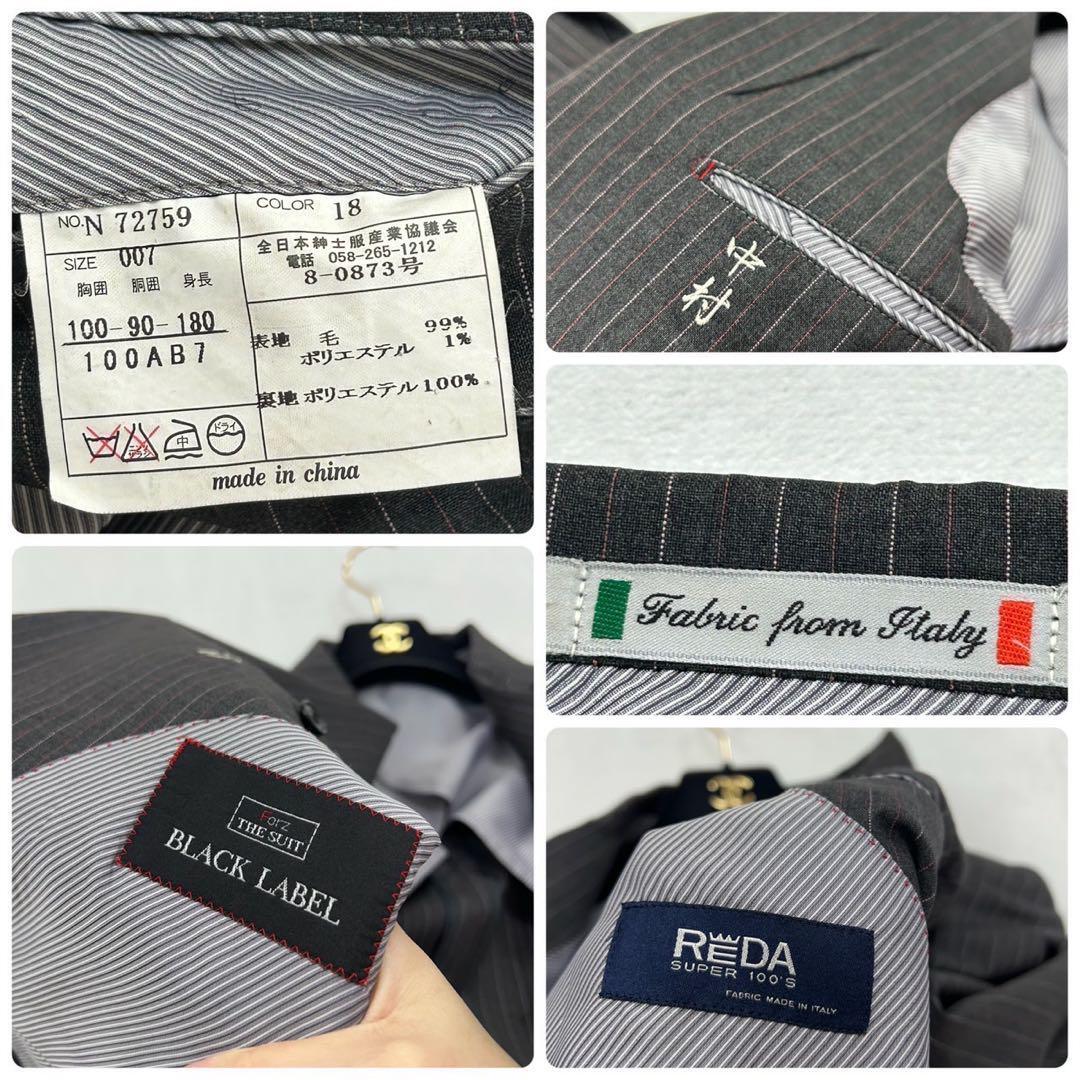 NO. N 72759
COLOR 18
SIZE 007
胸囲 胴囲 身長
100-90-180
100AB7
全日本紳士服産業協議会
電話 058-265-1212
8-0873号
表地 毛 99%
ポリエステル 1%
裏地 ポリエステル 100%
中
ドライ
made in china
中村
Fabric from Italy
Forz
THE SUIT
BLACK LABEL
REDA
SUPER 100'S
FABRIC MADE IN ITALY